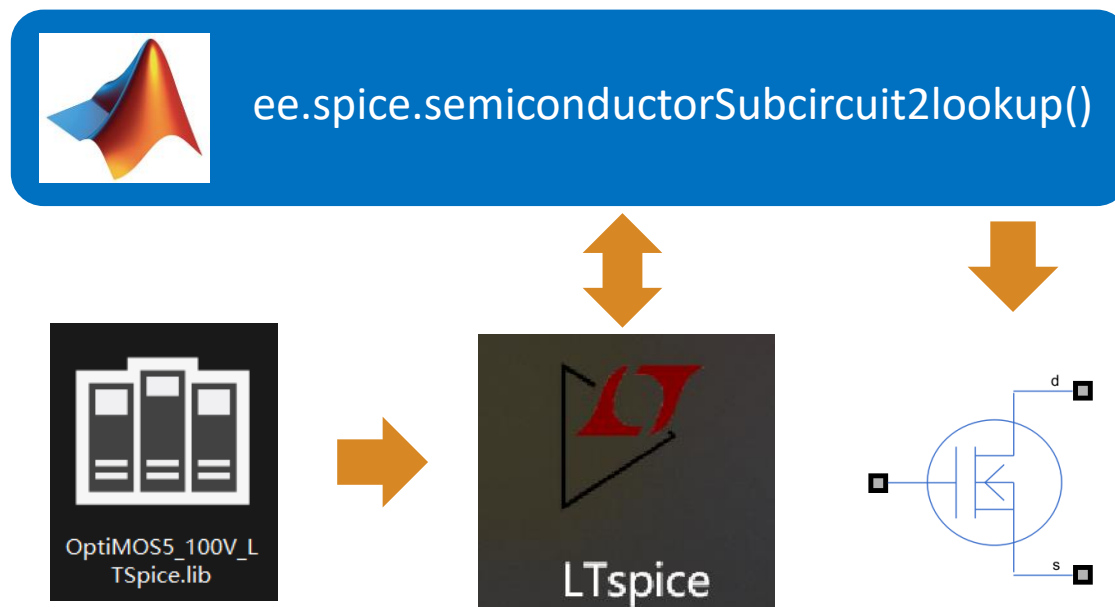 ee.spice.semiconductorSubcircuit2lookup()
OptiMOS5_100V_L
TSpice.lib
LTspice
d
s